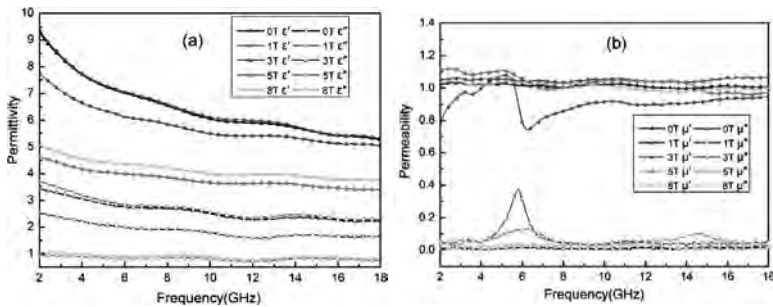 10
9
8
7
6
5
4
3
2
1
Permittivity
(a)
0T ε' 0T ε"
1T ε' 1T ε"
3T ε' 3T ε"
5T ε' 5T ε"
8T ε' 8T ε"
2 4 6 8 10 12 14 16 18
Frequency(GHz)
1.4
1.2
1.0
0.8
0.6
0.4
0.2
0.0
Permeability
(b)
0T μ' 0T μ"
1T μ' 1T μ"
3T μ' 3T μ"
5T μ' 5T μ"
8T μ' 8T μ"
2 4 6 8 10 12 14 16 18
Frequency(GHz)